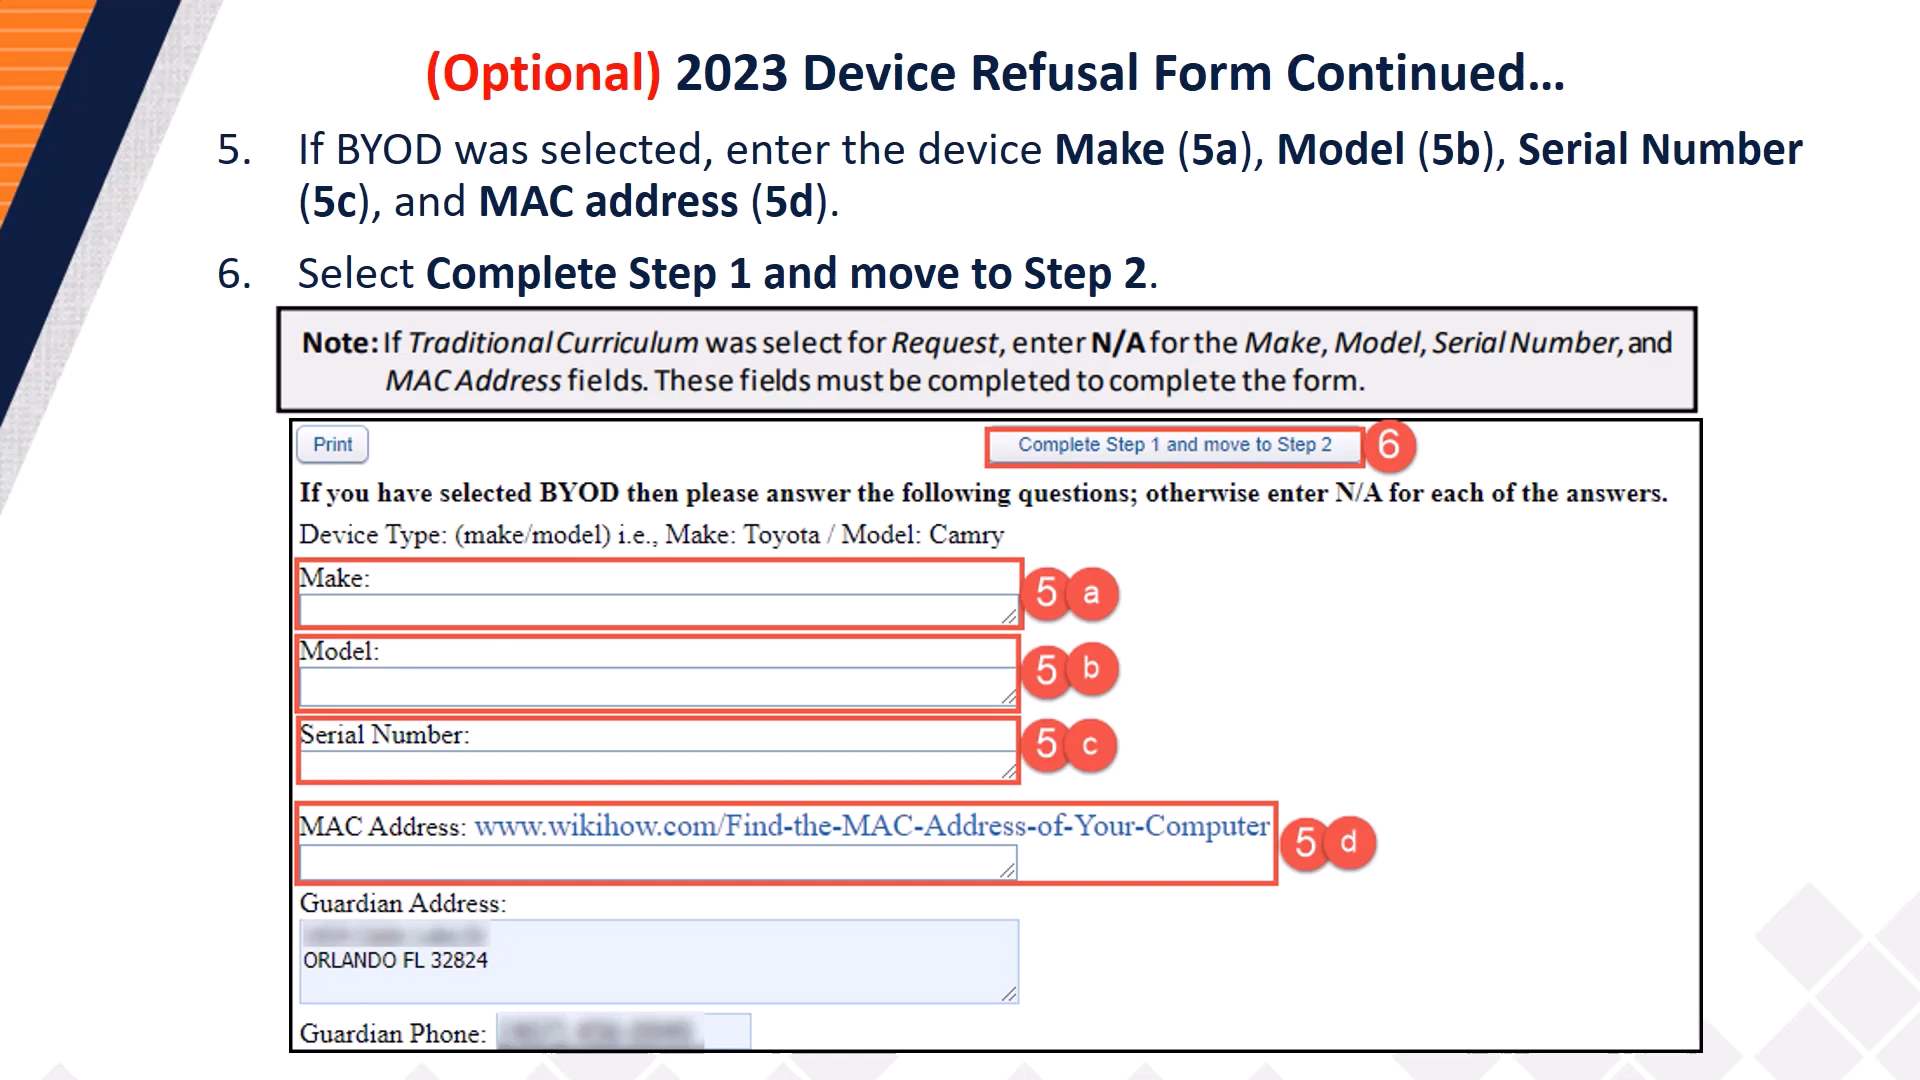 (Optional) 2023 Device Refusal Form Continued...
5. If BYOD was selected, enter the device Make (5a), Model (5b), Serial Number
(5c), and MAC address (5d).
6. Select Complete Step 1 and move to Step 2.
Note: If Traditional Curriculum was select for Request, enter N/A for the Make, Model, Serial Number, and
MAC Address fields. These fields must be completed to complete the form.
Print
Complete Step 1 and move to Step 2 6
If you have selected BYOD then please answer the following questions; otherwise enter N/A for each of the answers.
Device Type: (make/model) i.e., Make: Toyota / Model: Camry
Make:
5 a
Model:
5 b
Serial Number:
5 c
MAC Address: www.wikihow.com/Find-the-MAC-Address-of-Your-Computer
5 d
Guardian Address:
ORLANDO FL 32824
Guardian Phone: